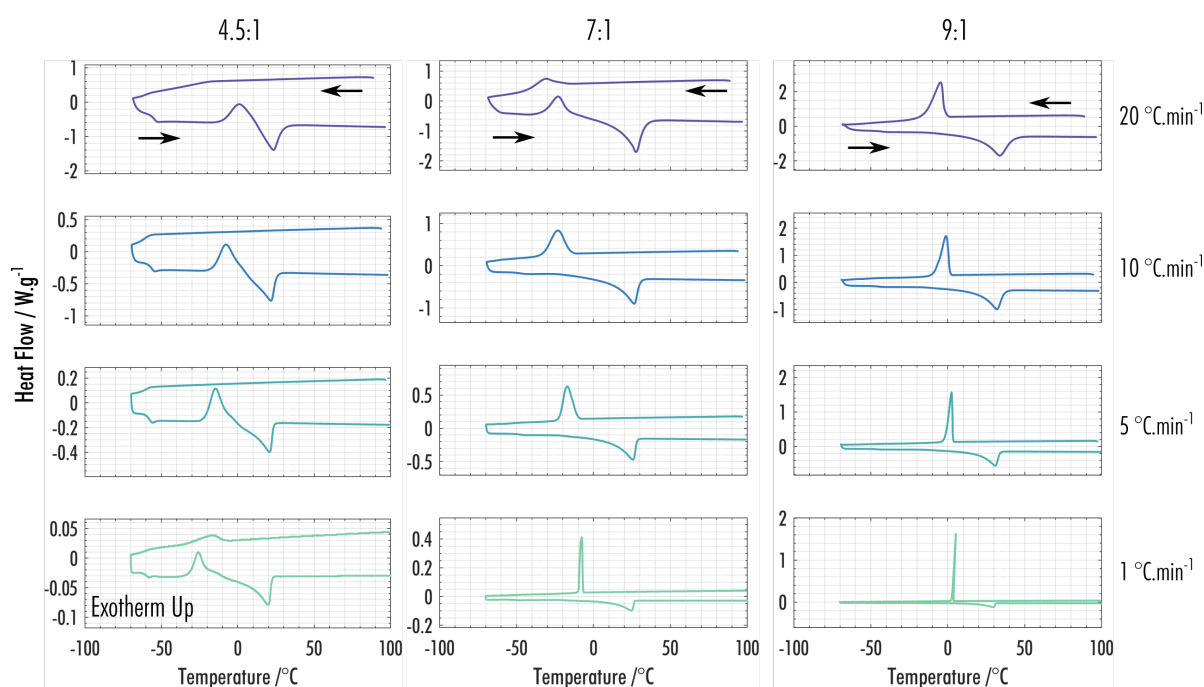 4.5:1 7:1 9:1
1 1 2
0 0 0
-1 -1 -2
-2 -2
20 °C.min⁻¹
0.5 1 2
0 0 1
-0.5 -1 0
-1 -1
10 °C.min⁻¹
Heat Flow / W.g⁻¹
0.2 0.5 2
0 0 1
-0.2 -0.5 0
-0.4
5 °C.min⁻¹
0.05 0.4 2
0 0.2 1
-0.05 0 0
-0.1 -0.2
1 °C.min⁻¹
Exotherm Up
-100 -50 0 50 100 -100 -50 0 50 100 -100 -50 0 50 100
Temperature /°C Temperature /°C Temperature /°C